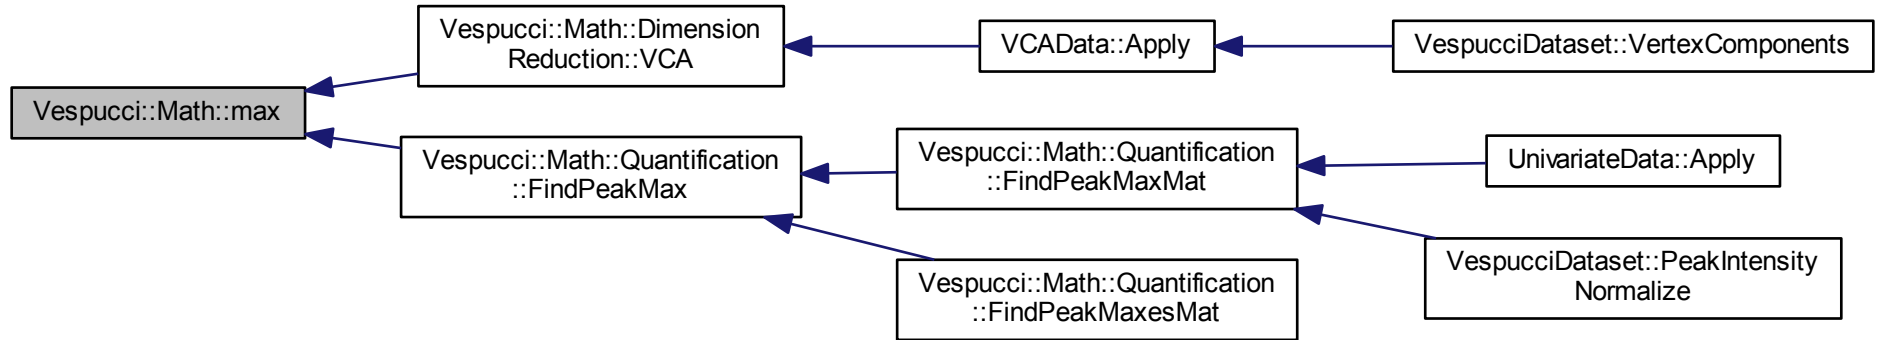 Vespucci::Math::max
Vespucci::Math::Dimension
Reduction::VCA
VCAData::Apply
VespucciDataset::VertexComponents
Vespucci::Math::Quantification
::FindPeakMax
Vespucci::Math::Quantification
::FindPeakMaxMat
UnivariateData::Apply
VespucciDataset::PeakIntensity
Normalize
Vespucci::Math::Quantification
::FindPeakMaxesMat